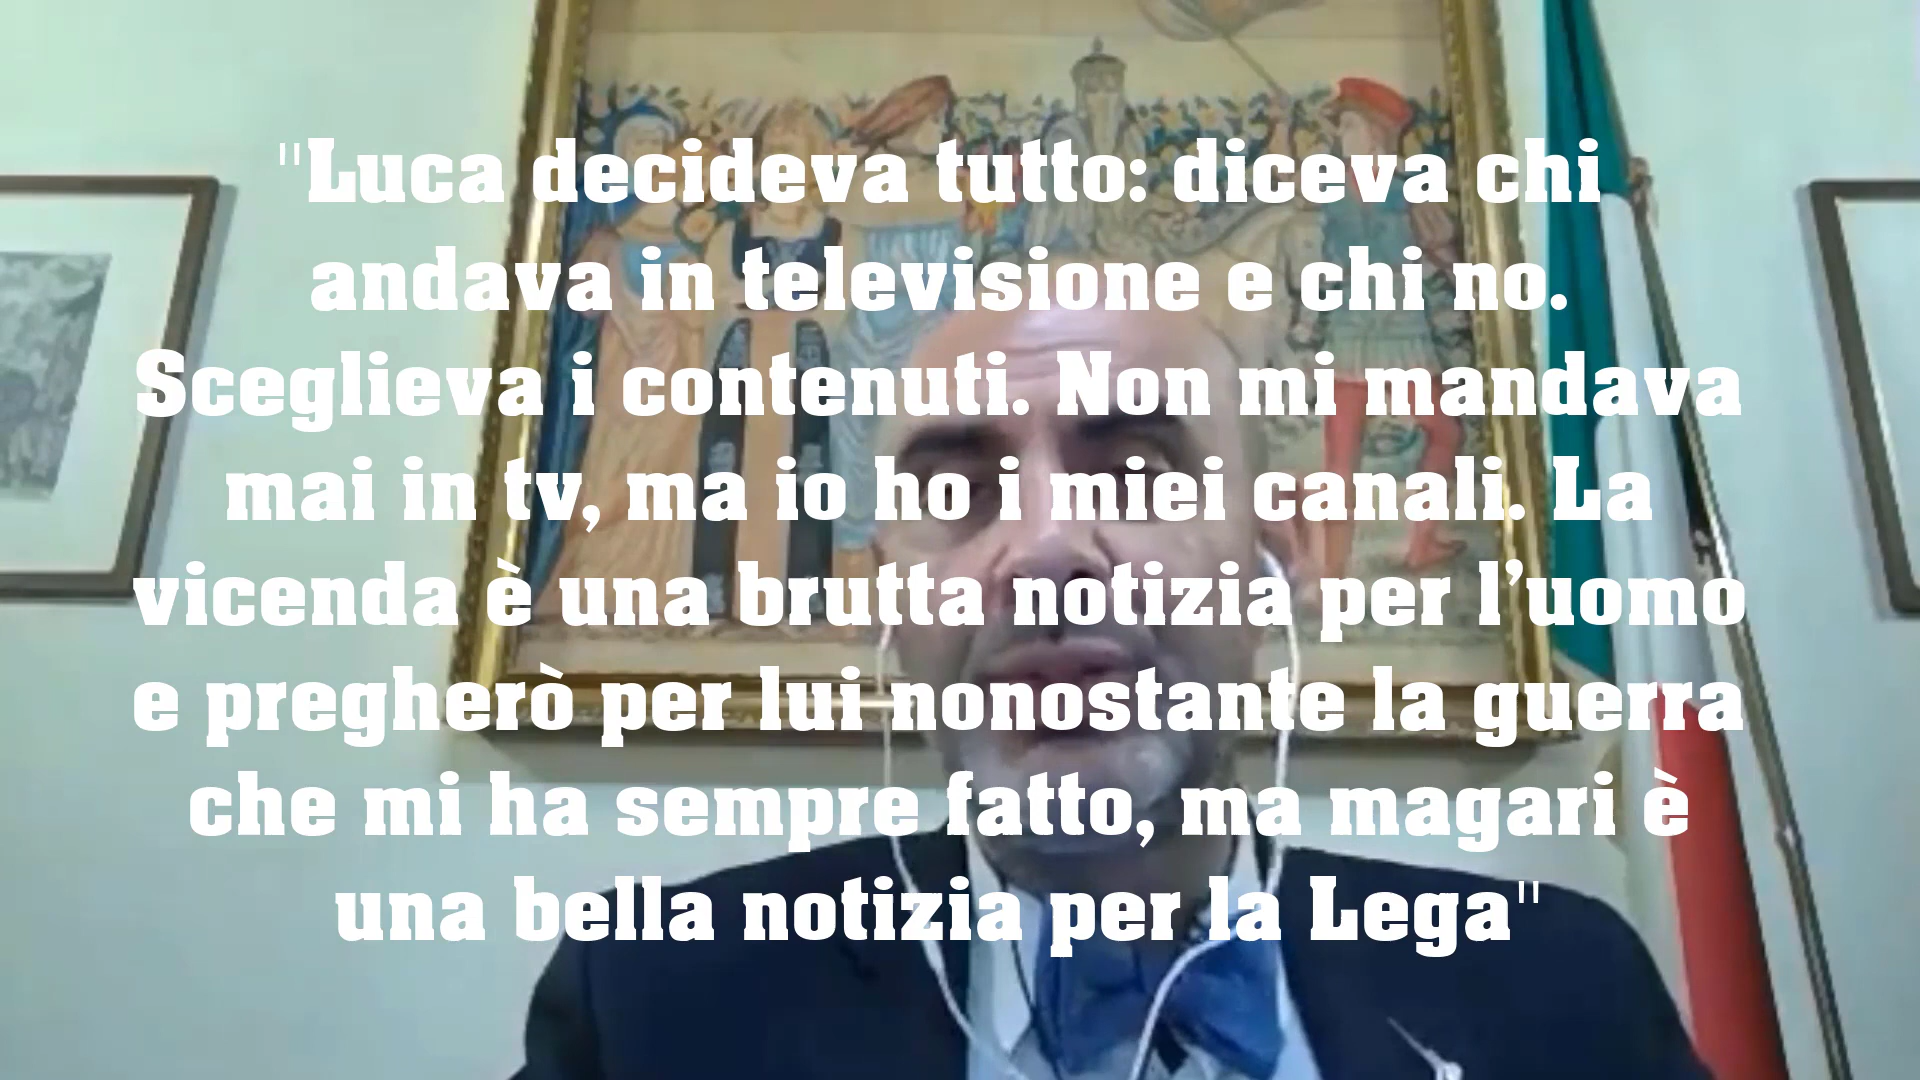 "Luca decideva tutto: diceva chi
andava in televisione e chi no.
Sceglieva i contenuti. Non mi mandava
mai in tv, ma io ho i miei canali. La
vicenda è una brutta notizia per l’uomo
e pregherò per lui nonostante la guerra
che mi ha sempre fatto, ma magari è
una bella notizia per la Lega"